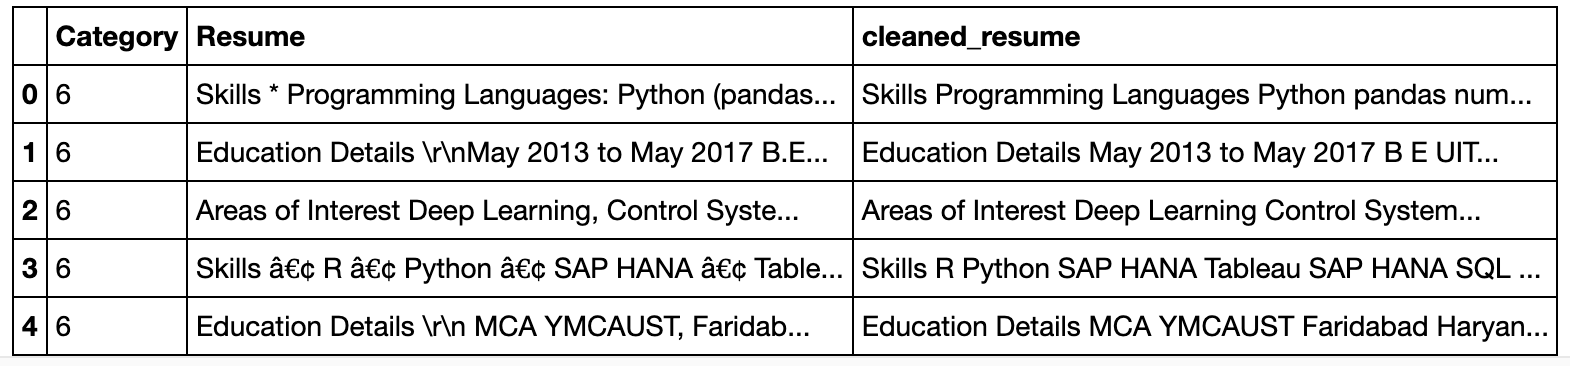 Category Resume cleaned_resume
0 6 Skills * Programming Languages: Python (pandas... Skills Programming Languages Python pandas num...
1 6 Education Details \r\nMay 2013 to May 2017 B.E... Education Details May 2013 to May 2017 B E UIT...
2 6 Areas of Interest Deep Learning, Control Syste... Areas of Interest Deep Learning Control System...
3 6 Skills â€¢ R â€¢ Python â€¢ SAP HANA â€¢ Table... Skills R Python SAP HANA Tableau SAP HANA SQL ...
4 6 Education Details \r\n MCA YMCAUST, Faridab... Education Details MCA YMCAUST Faridabad Haryan...